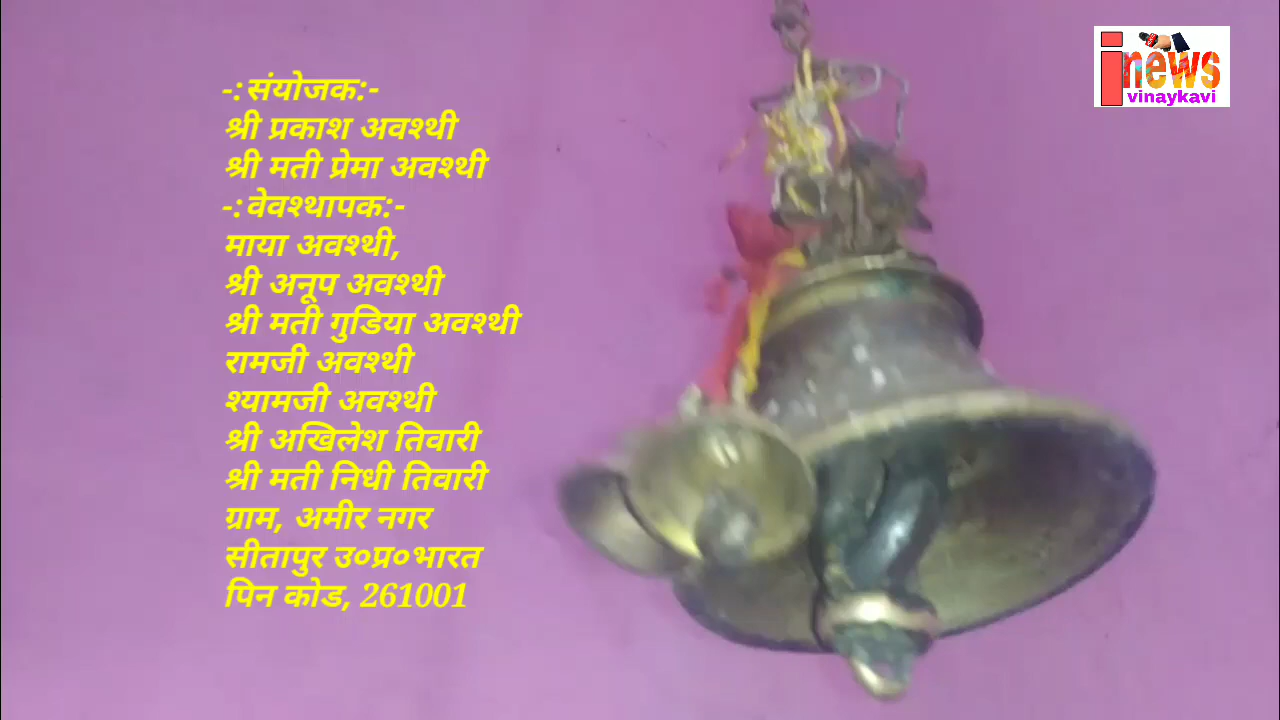 -:संयोजक:-
श्री प्रकाश अवश्थी
श्री मती प्रेमा अवश्थी
-:वेवश्थापक:-
माया अवश्थी,
श्री अनूप अवश्थी
श्री मती गुडिया अवश्थी
रामजी अवश्थी
श्यामजी अवश्थी
श्री अखिलेश तिवारी
श्री मती निधी तिवारी
ग्राम, अमीर नगर
सीतापुर उ०प्र०भारत
पिन कोड, 261001
inews
vinaykavi